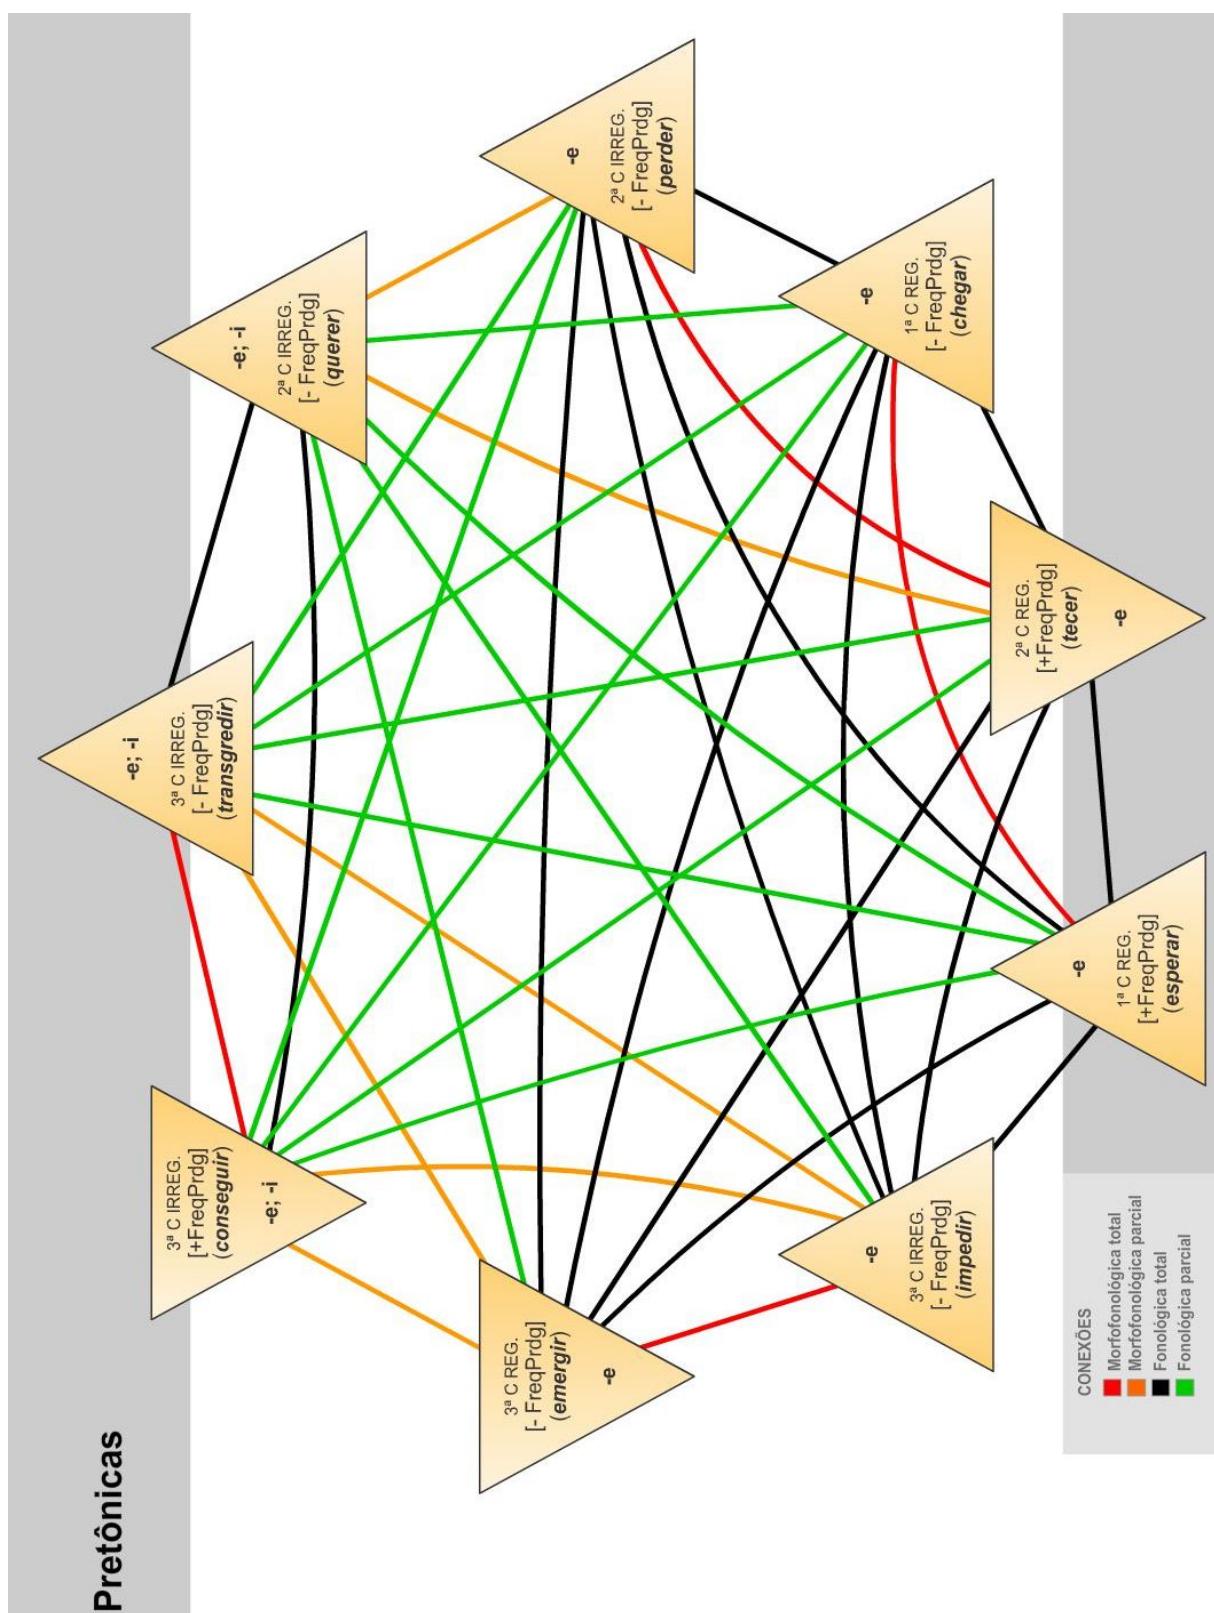 Pretônicas
-e; -i
3ª C IRREG.
[- FreqPrdg]
(transgredir)
3ª C IRREG.
[+FreqPrdg]
(conseguir)
-e; -i
-e; -i
2ª C IRREG.
[- FreqPrdg]
(querer)
3ª C REG.
[- FreqPrdg]
(emergir)
-e
-e
2ª C IRREG.
[- FreqPrdg]
(perder)
-e
3ª C IRREG.
[- FreqPrdg]
(impedir)
-e
1ª C REG.
[- FreqPrdg]
(chegar)
2ª C REG.
[+FreqPrdg]
(tecer)
-e
-e
1ª C REG.
[+FreqPrdg]
(esperar)
CONEXÕES
Morfofonológica total
Morfofonológica parcial
Fonológica total
Fonológica parcial